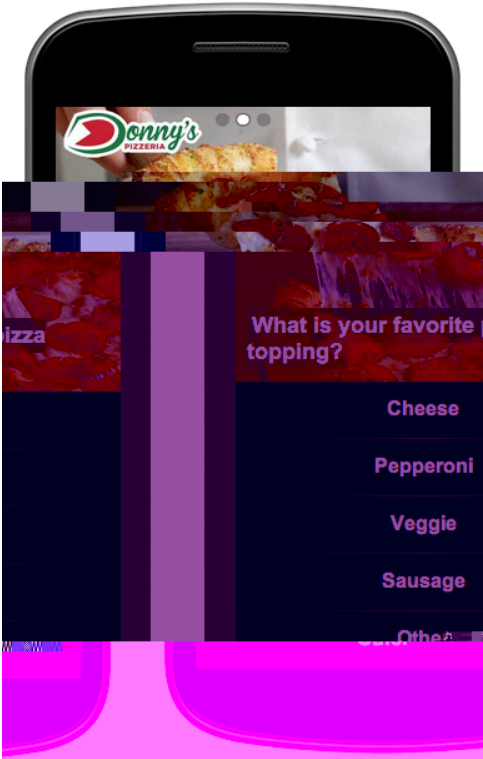 Donny's
PIZZERIA
What is your favorite
izza
topping?
Cheese
Pepperoni
Veggie
Sausage